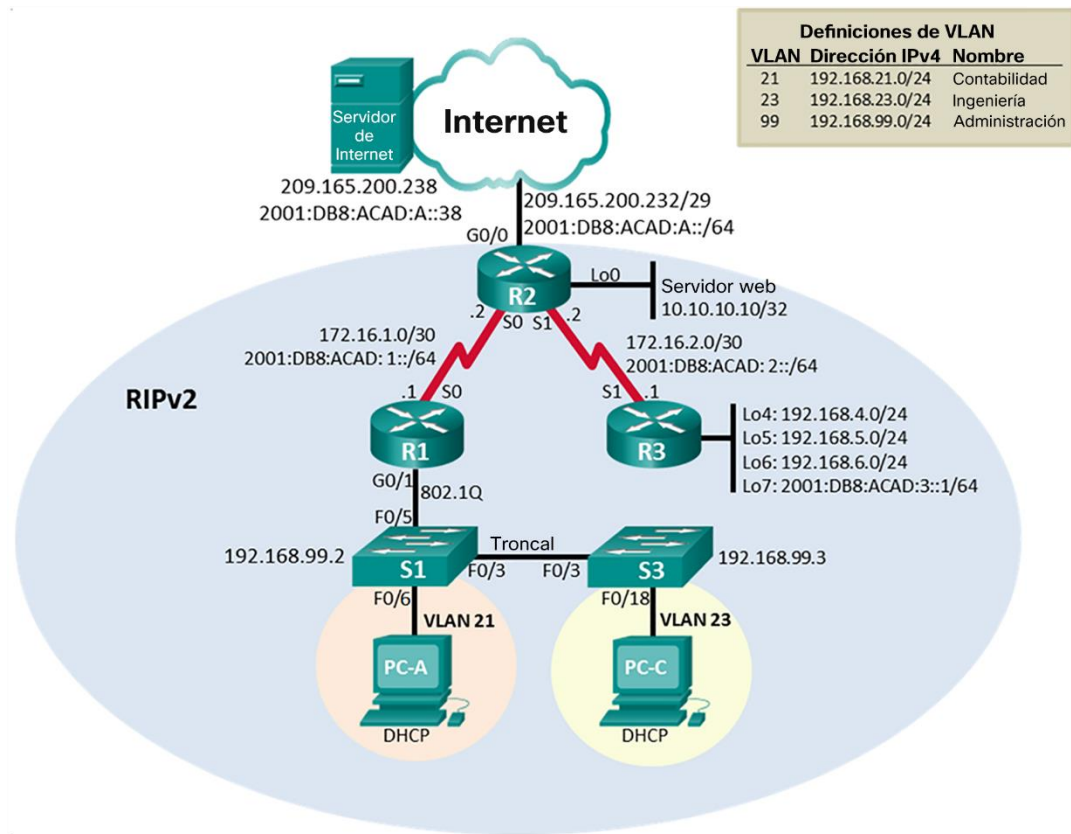 Definiciones de VLAN
VLAN Dirección IPv4 Nombre
21 192.168.21.0/24 Contabilidad
23 192.168.23.0/24 Ingeniería
99 192.168.99.0/24 Administración
Servidor
de
Internet
Internet
209.165.200.238
2001:DB8:ACAD:A::38
209.165.200.232/29
2001:DB8:ACAD:A::/64
G0/0
R2
Lo0
Servidor web
10.10.10.10/32
.2
S0
S1
.2
172.16.1.0/30
2001:DB8:ACAD: 1::/64
172.16.2.0/30
2001:DB8:ACAD: 2::/64
RIPv2
.1
S0
S1
.1
R1
R3
Lo4: 192.168.4.0/24
Lo5: 192.168.5.0/24
Lo6: 192.168.6.0/24
Lo7: 2001:DB8:ACAD:3::1/64
G0/1
802.1Q
F0/5
192.168.99.2
S1
Troncal
F0/3
F0/3
S3
192.168.99.3
F0/6
VLAN 21
F0/18
VLAN 23
PC-A
PC-C
DHCP
DHCP